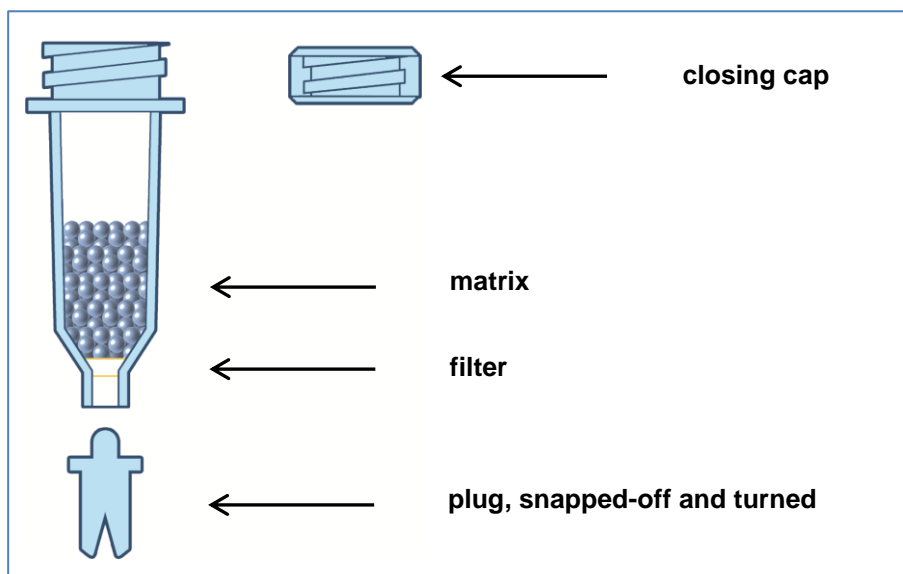 closing cap
matrix
filter
plug, snapped-off and turned